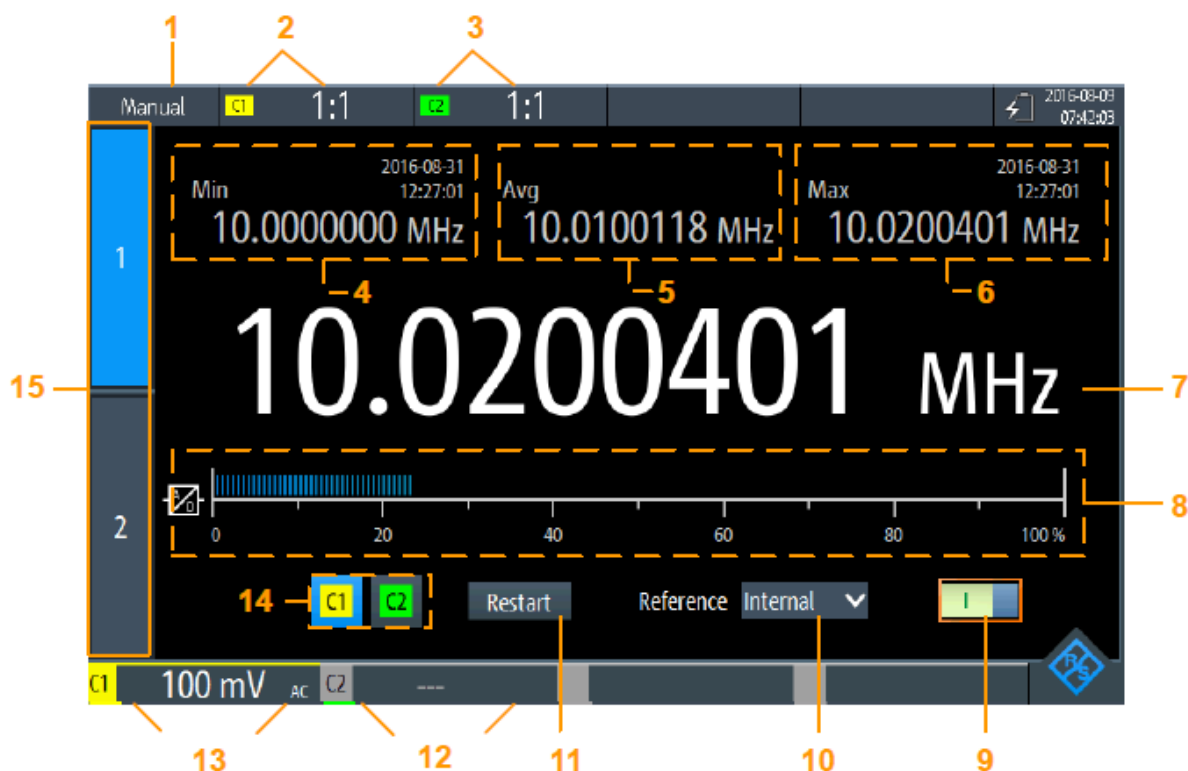 1 2 3
Manual C1 1:1 C2 1:1 2016-08-09
07:42:03
2016-08-31 2016-08-31
Min 12:27:01 Avg Max 12:27:01
10.0000000 MHz 10.0100118 MHz 10.0200401 MHz
1
4 5 6
10.0200401 MHz
15 7
A/D 8
2 0 20 40 60 80 100 %
14 C1 C2 Restart Reference Internal I
R&S
C1 100 mV AC C2 ---
13 12 11 10 9